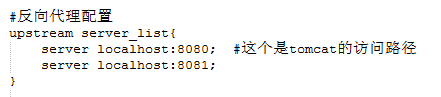 #反向代理配置
upstream server_list{
    server localhost:8080;  #这个是tomcat的访问路径
    server localhost:8081;
}